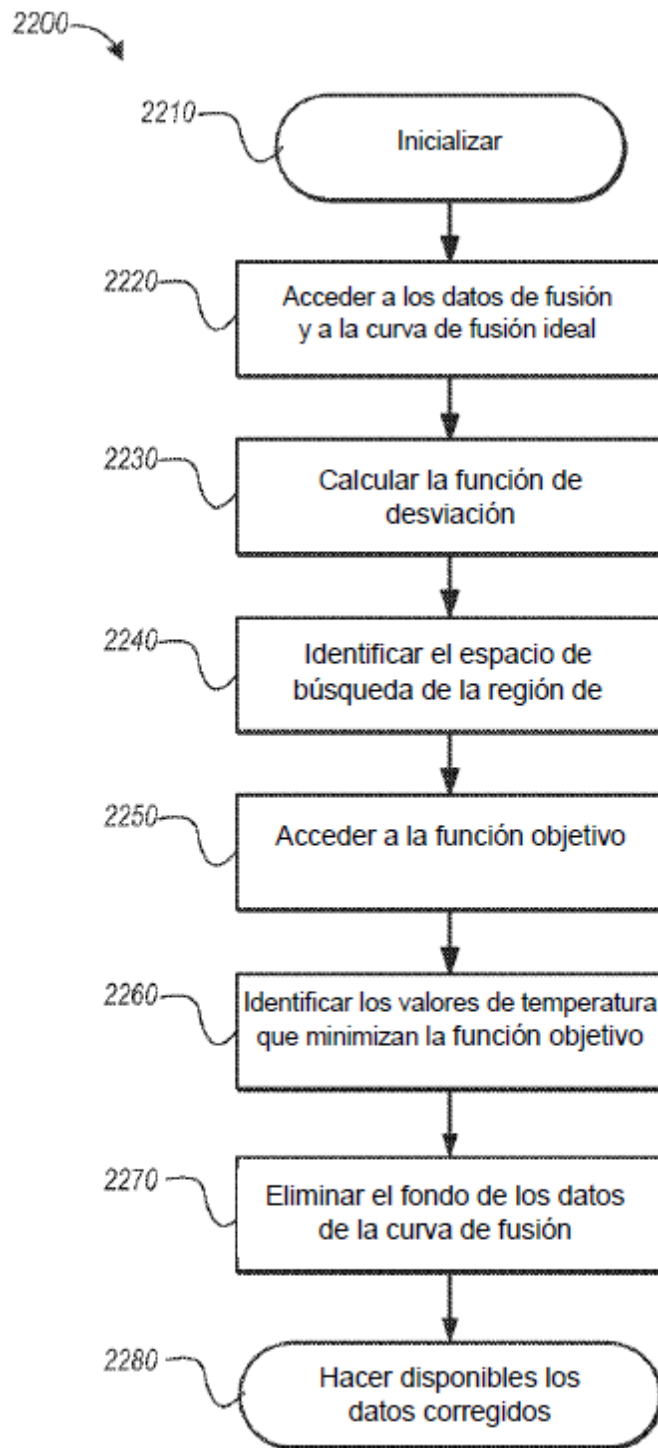 2200
2210
Inicializar
2220
Acceder a los datos de fusión
y a la curva de fusión ideal
2230
Calcular la función de
desviación
2240
Identificar el espacio de
búsqueda de la región de
2250
Acceder a la función objetivo
2260
Identificar los valores de temperatura
que minimizan la función objetivo
2270
Eliminar el fondo de los datos
de la curva de fusión
2280
Hacer disponibles los
datos corregidos